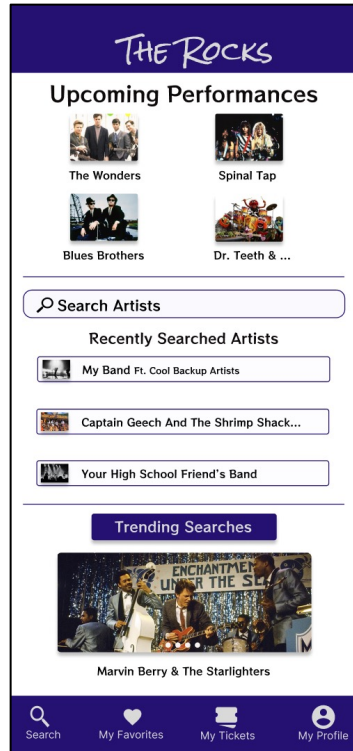 THE ROCKS
Upcoming Performances
The Wonders
Spinal Tap
Blues Brothers
Dr. Teeth & ...
Search Artists
Recently Searched Artists
My Band Ft. Cool Backup Artists
Captain Geech And The Shrimp Shack...
Your High School Friend's Band
Trending Searches
ENCHANTMEN
UNDER THE SE
Marvin Berry & The Starlighters
Search
My Favorites
My Tickets
My Profile